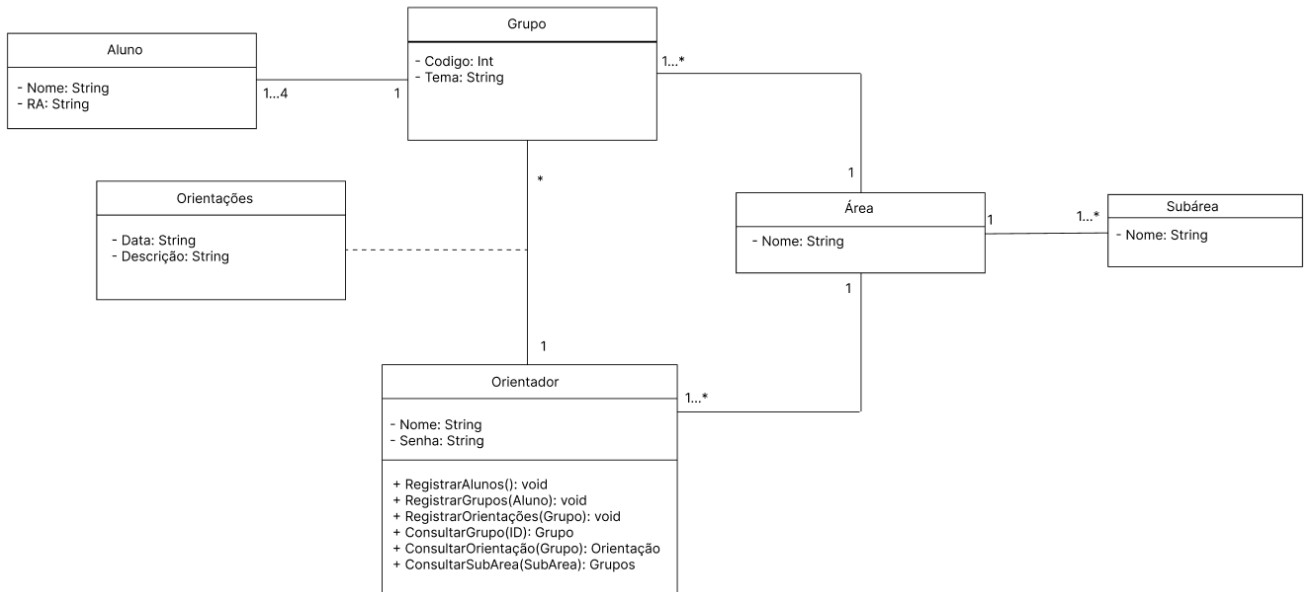 Grupo
- Codigo: Int
- Tema: String
Aluno
- Nome: String
- RA: String
1...4
1
1...*
*
1
Orientações
- Data: String
- Descrição: String
Área
- Nome: String
1
1...*
Subárea
- Nome: String
1
1
1...*
Orientador
- Nome: String
- Senha: String
+ RegistrarAlunos(): void
+ RegistrarGrupos(Aluno): void
+ RegistrarOrientações(Grupo): void
+ ConsultarGrupo(ID): Grupo
+ ConsultarOrientação(Grupo): Orientação
+ ConsultarSubArea(SubArea): Grupos